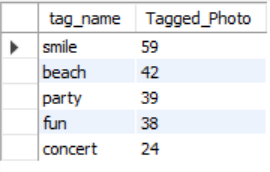 tag_name Tagged_Photo
smile 59
beach 42
party 39
fun 38
concert 24